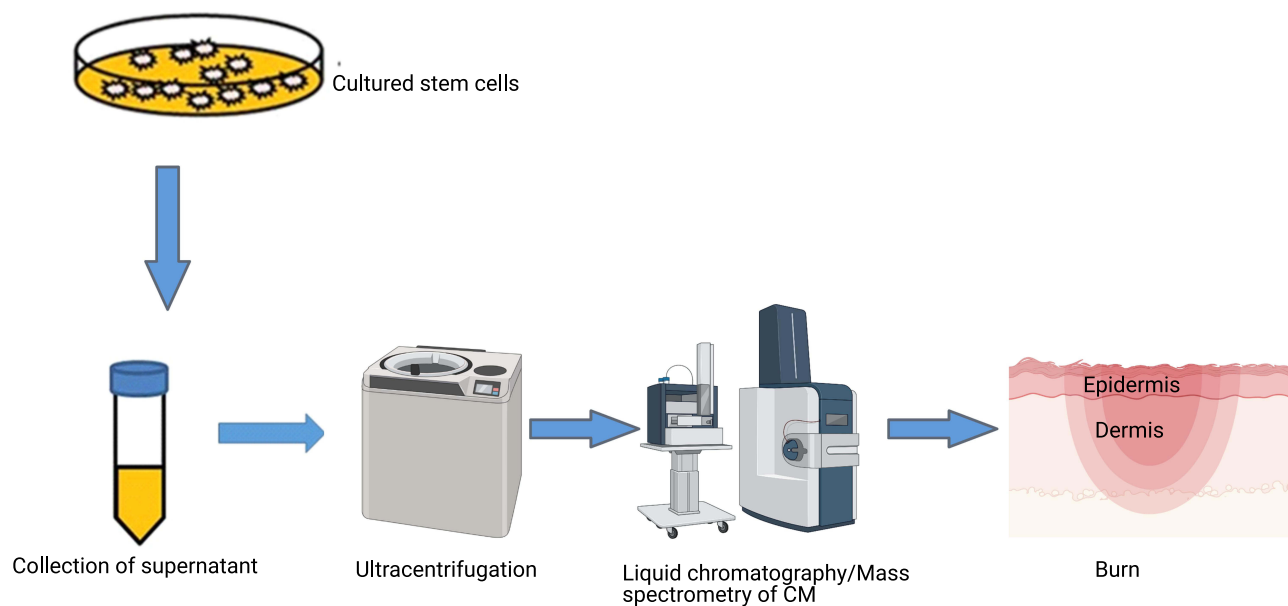 Cultured stem cells
Epidermis
Dermis
Collection of supernatant
Ultracentrifugation
Liquid chromatography/Mass
spectrometry of CM
Burn